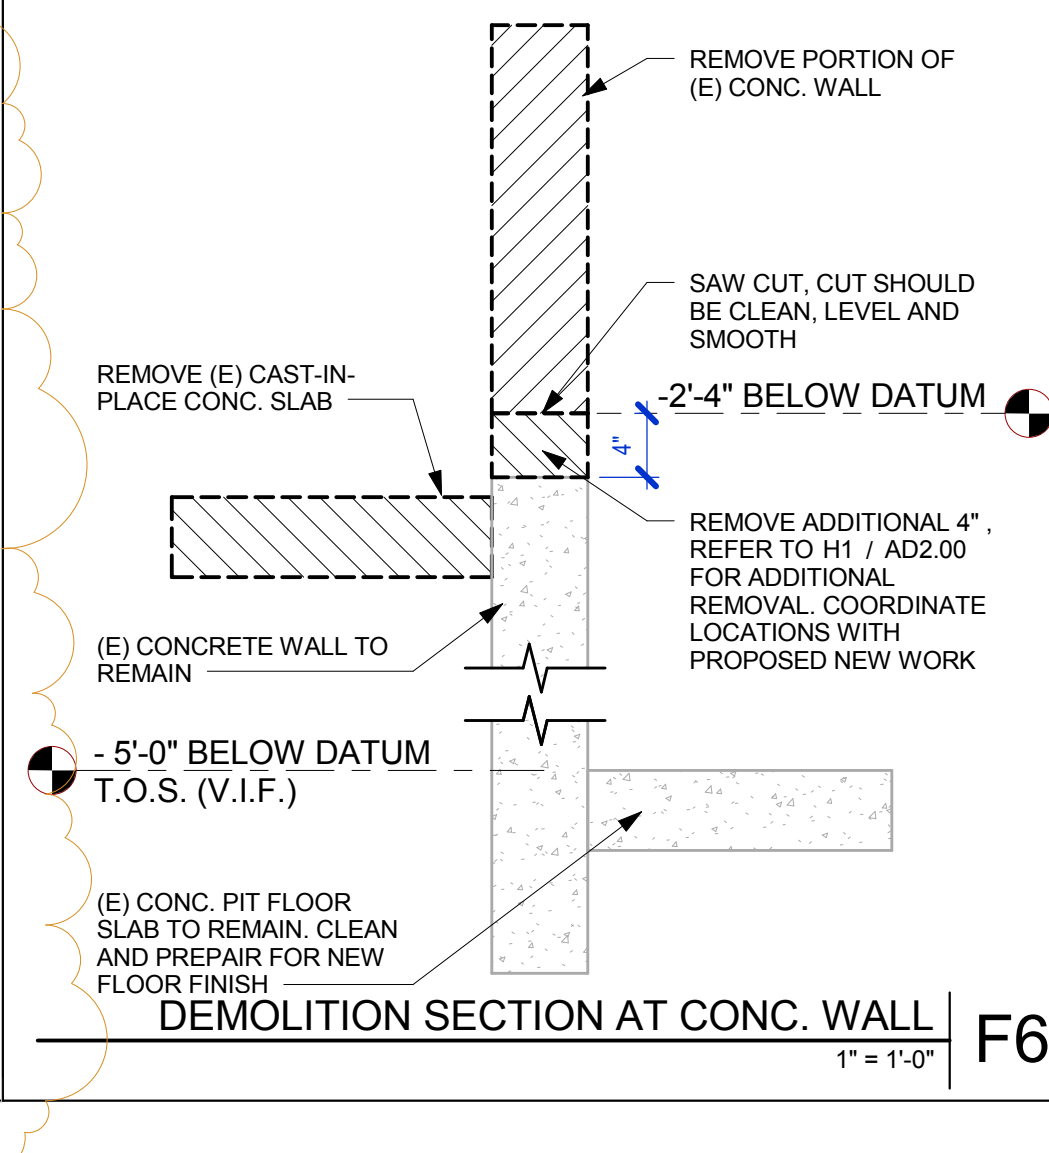 REMOVE PORTION OF
(E) CONC. WALL
SAW CUT, CUT SHOULD
BE CLEAN, LEVEL AND
SMOOTH
REMOVE (E) CAST-IN-
PLACE CONC. SLAB
-2'-4" BELOW DATUM
4"
REMOVE ADDITIONAL 4" ,
REFER TO H1 / AD2.00
FOR ADDITIONAL
REMOVAL. COORDINATE
LOCATIONS WITH
PROPOSED NEW WORK
(E) CONCRETE WALL TO
REMAIN
- 5'-0" BELOW DATUM
T.O.S. (V.I.F.)
(E) CONC. PIT FLOOR
SLAB TO REMAIN. CLEAN
AND PREPAIR FOR NEW
FLOOR FINISH
DEMOLITION SECTION AT CONC. WALL
1" = 1'-0"
F6